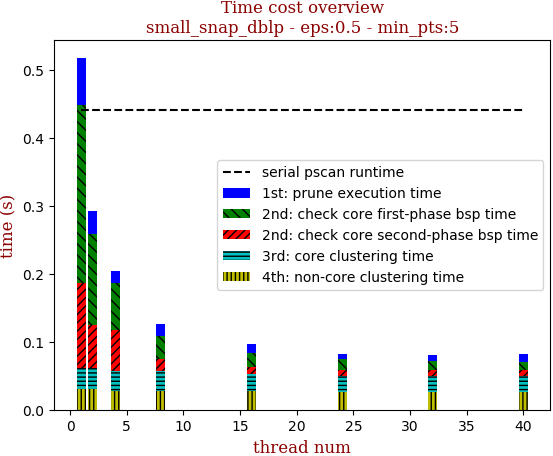 Time cost overview
small_snap_dblp - eps:0.5 - min_pts:5
time (s)
0.5
0.4
0.3
0.2
0.1
0.0
serial pscan runtime
1st: prune execution time
2nd: check core first-phase bsp time
2nd: check core second-phase bsp time
3rd: core clustering time
4th: non-core clustering time
0 5 10 15 20 25 30 35 40
thread num